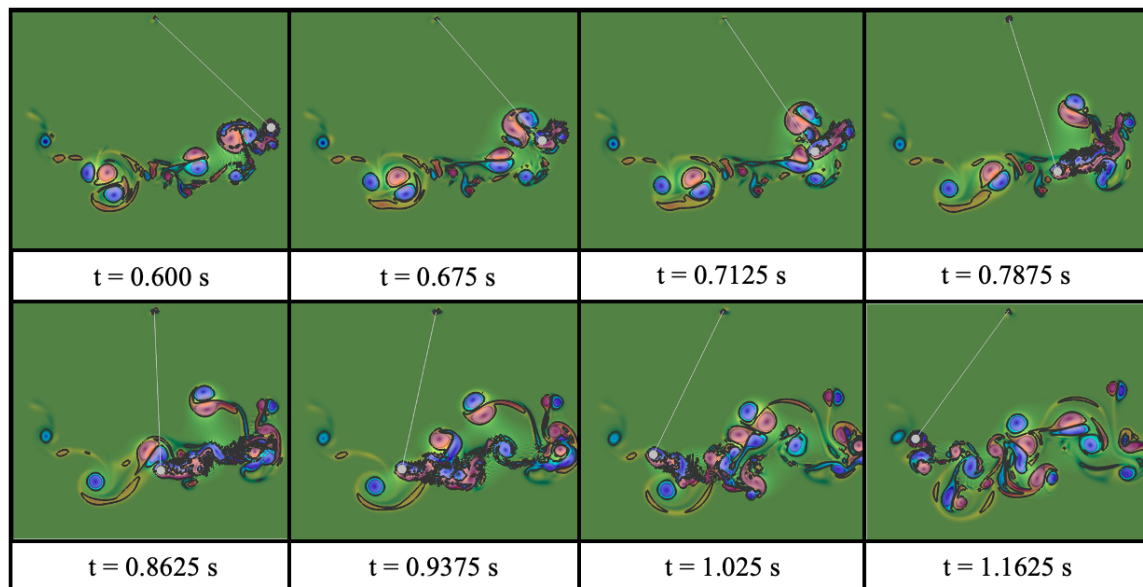 t = 0.600 s
t = 0.675 s
t = 0.7125 s
t = 0.7875 s
t = 0.8625 s
t = 0.9375 s
t = 1.025 s
t = 1.1625 s